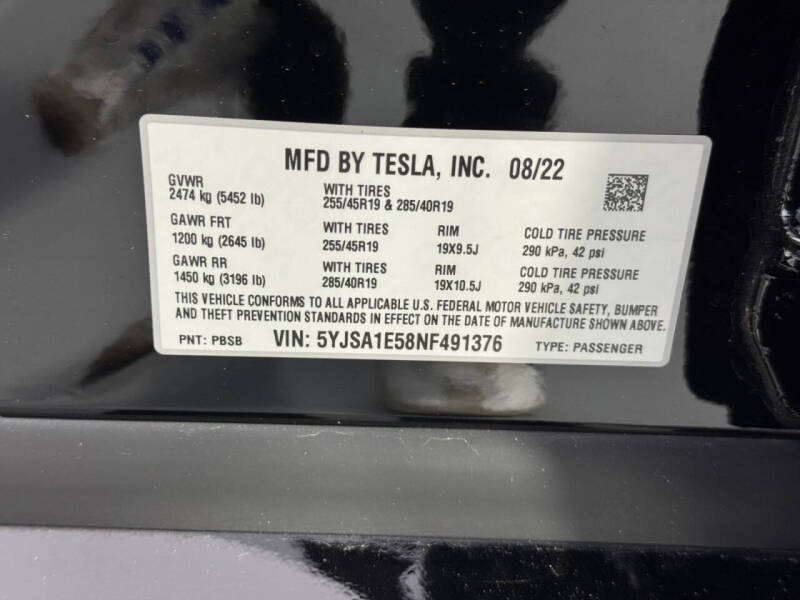 MFD BY TESLA, INC. 08/22
GVWR
2474 kg (5452 lb)
WITH TIRES
255/45R19 & 285/40R19
GAWR FRT
1200 kg (2645 lb)
WITH TIRES
255/45R19
RIM
19X9.5J
COLD TIRE PRESSURE
290 kPa, 42 psi
GAWR RR
1450 kg (3196 lb)
WITH TIRES
285/40R19
RIM
19X10.5J
COLD TIRE PRESSURE
290 kPa, 42 psi
THIS VEHICLE CONFORMS TO ALL APPLICABLE U.S. FEDERAL MOTOR VEHICLE SAFETY, BUMPER
AND THEFT PREVENTION STANDARDS IN EFFECT ON THE DATE OF MANUFACTURE SHOWN ABOVE.
PNT: PBSB VIN: 5YJSA1E58NF491376 TYPE: PASSENGER